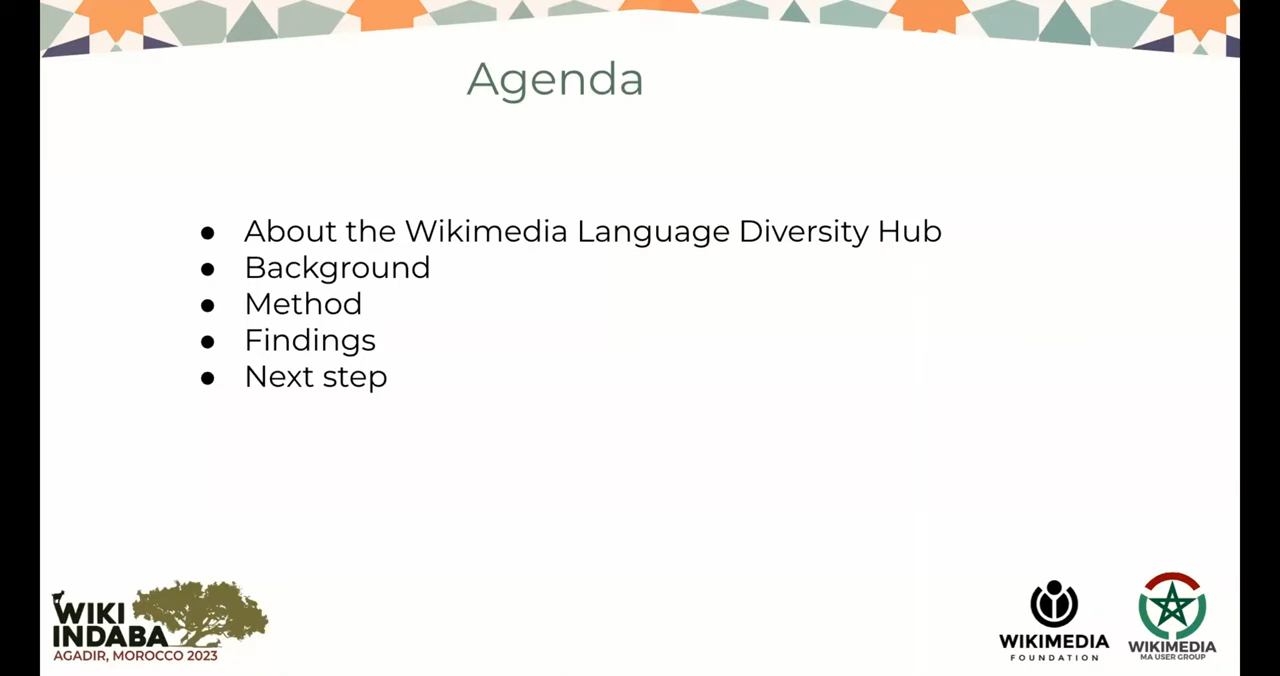 Agenda
● About the Wikimedia Language Diversity Hub
● Background
● Method
● Findings
● Next step
WIKI
INDABA
AGADIR, MOROCCO 2023
WIKIMEDIA
FOUNDATION
WIKIMEDIA
MA USER GROUP